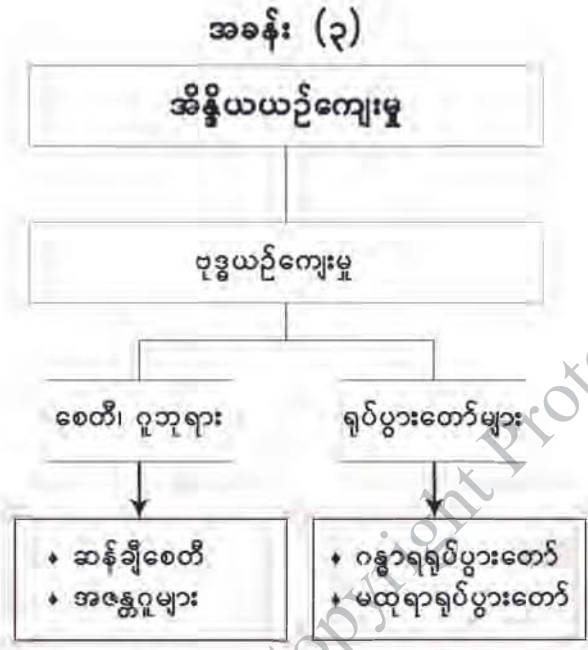 အခန်း (၃)
အိန္ဒိယယဉ်ကျေးမှု
ဗုဒ္ဓယဉ်ကျေးမှု
စေတီ၊ ဂူဘုရား
ရုပ်ပွားတော်များ
♦ ဆန်ချီစေတီ
♦ အဇန္တာဂူများ
♦ ဂန္ဓာရရုပ်ပွားတော်
♦ မထုရာရုပ်ပွားတော်